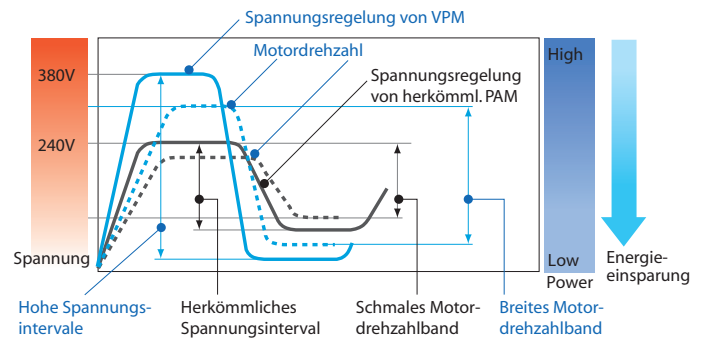 Spannungsregelung von VPM
Motordrehzahl
Spannungsregelung
von herkömml. PAM
380V
240V
Spannung
High
Low
Power
Energie-
einsparung
Hohe Spannungs-
intervale
Herkömmliches
Spannungsinterval
Schmales Motor-
drehzahlband
Breites Motor-
drehzahlband